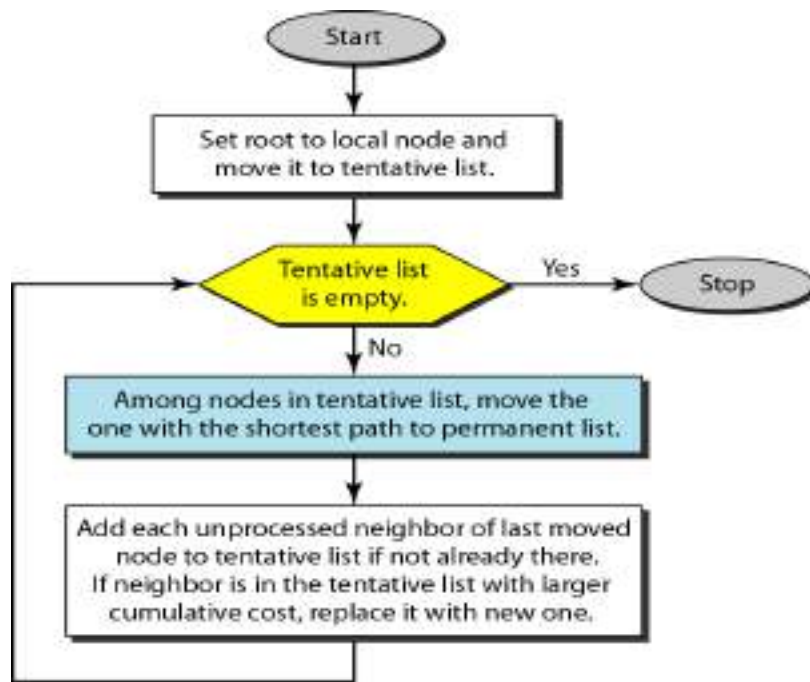 Start
Set root to local node and
move it to tentative list.
Tentative list
is empty.
Yes
Stop
No
Among nodes in tentative list, move the
one with the shortest path to permanent list.
Add each unprocessed neighbor of last moved
node to tentative list if not already there.
If neighbor is in the tentative list with larger
cumulative cost, replace it with new one.